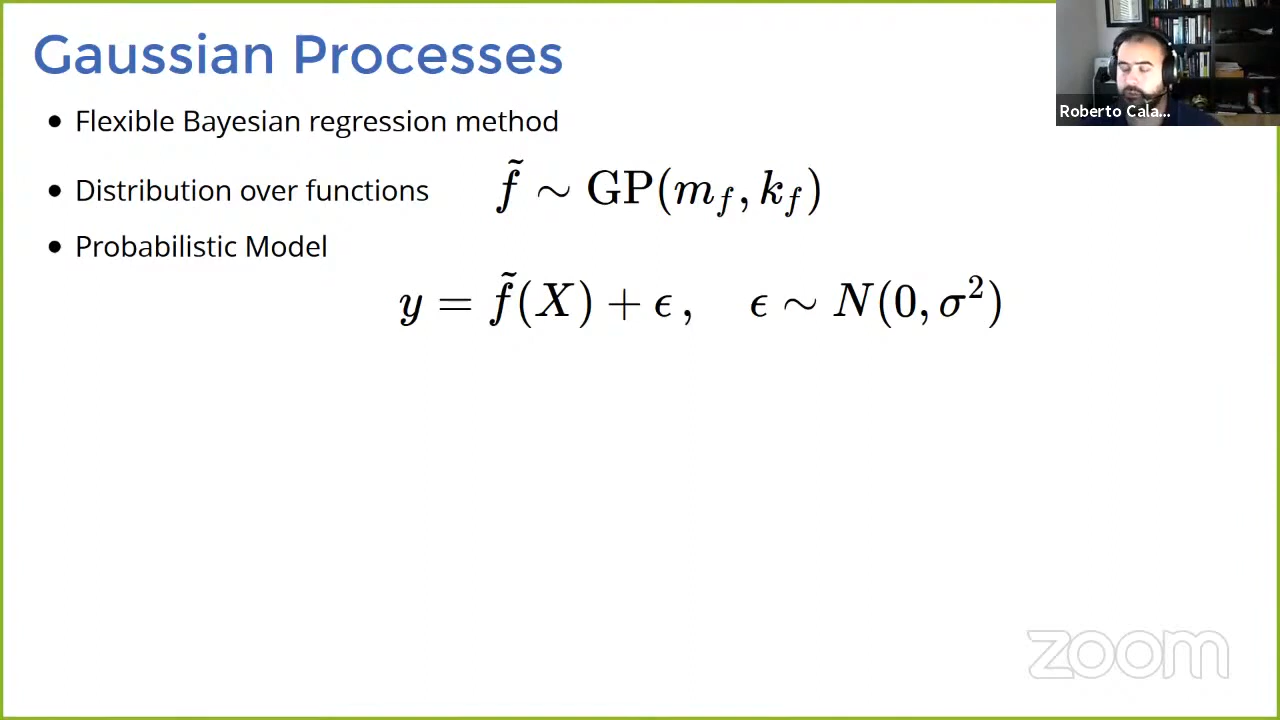 Gaussian Processes
Roberto Cala...
• Flexible Bayesian regression method
• Distribution over functions f̃ ∼ GP(m_f, k_f)
• Probabilistic Model
y = f̃(X) + ϵ , ϵ ∼ N(0, σ²)
zoom